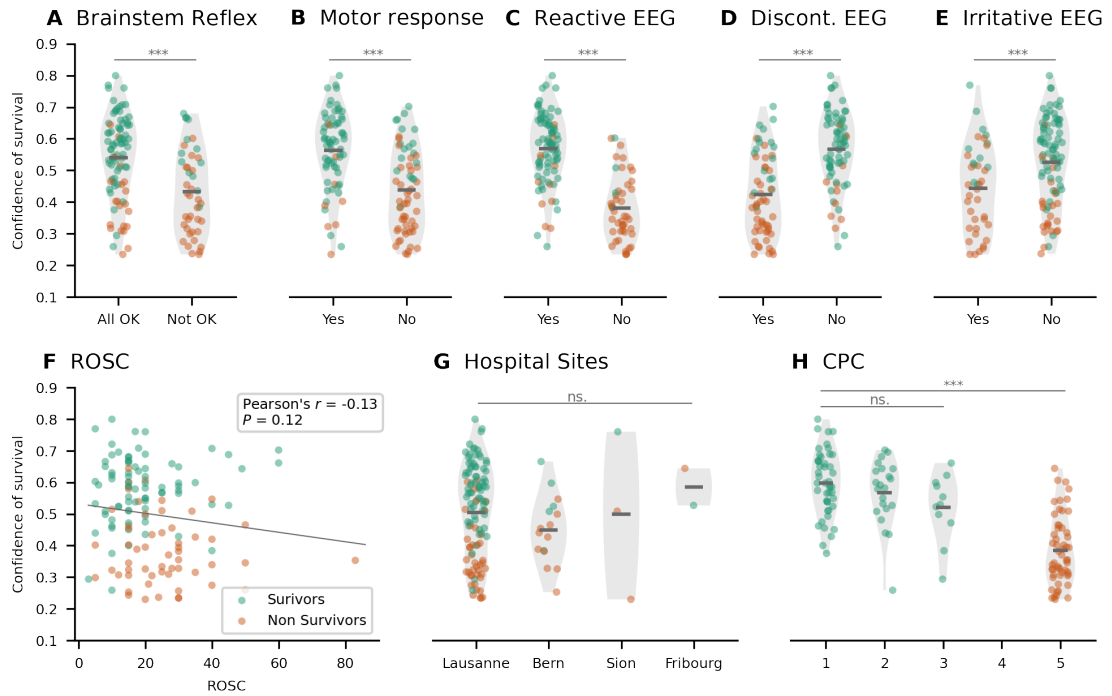 A Brainstem Reflex
B Motor response
C Reactive EEG
D Discont. EEG
E Irritative EEG
*** *** *** *** ***
Confidence of survival
0.9
0.8
0.7
0.6
0.5
0.4
0.3
0.2
0.1
All OK Not OK
Yes No
Yes No
Yes No
Yes No
F ROSC
G Hospital Sites
H CPC
Confidence of survival
0.9
0.8
0.7
0.6
0.5
0.4
0.3
0.2
0.1
Pearson's r = -0.13
P = 0.12
Surivors
Non Survivors
0 20 40 60 80
ROSC
ns.
Lausanne Bern Sion Fribourg
***
ns.
1 2 3 4 5